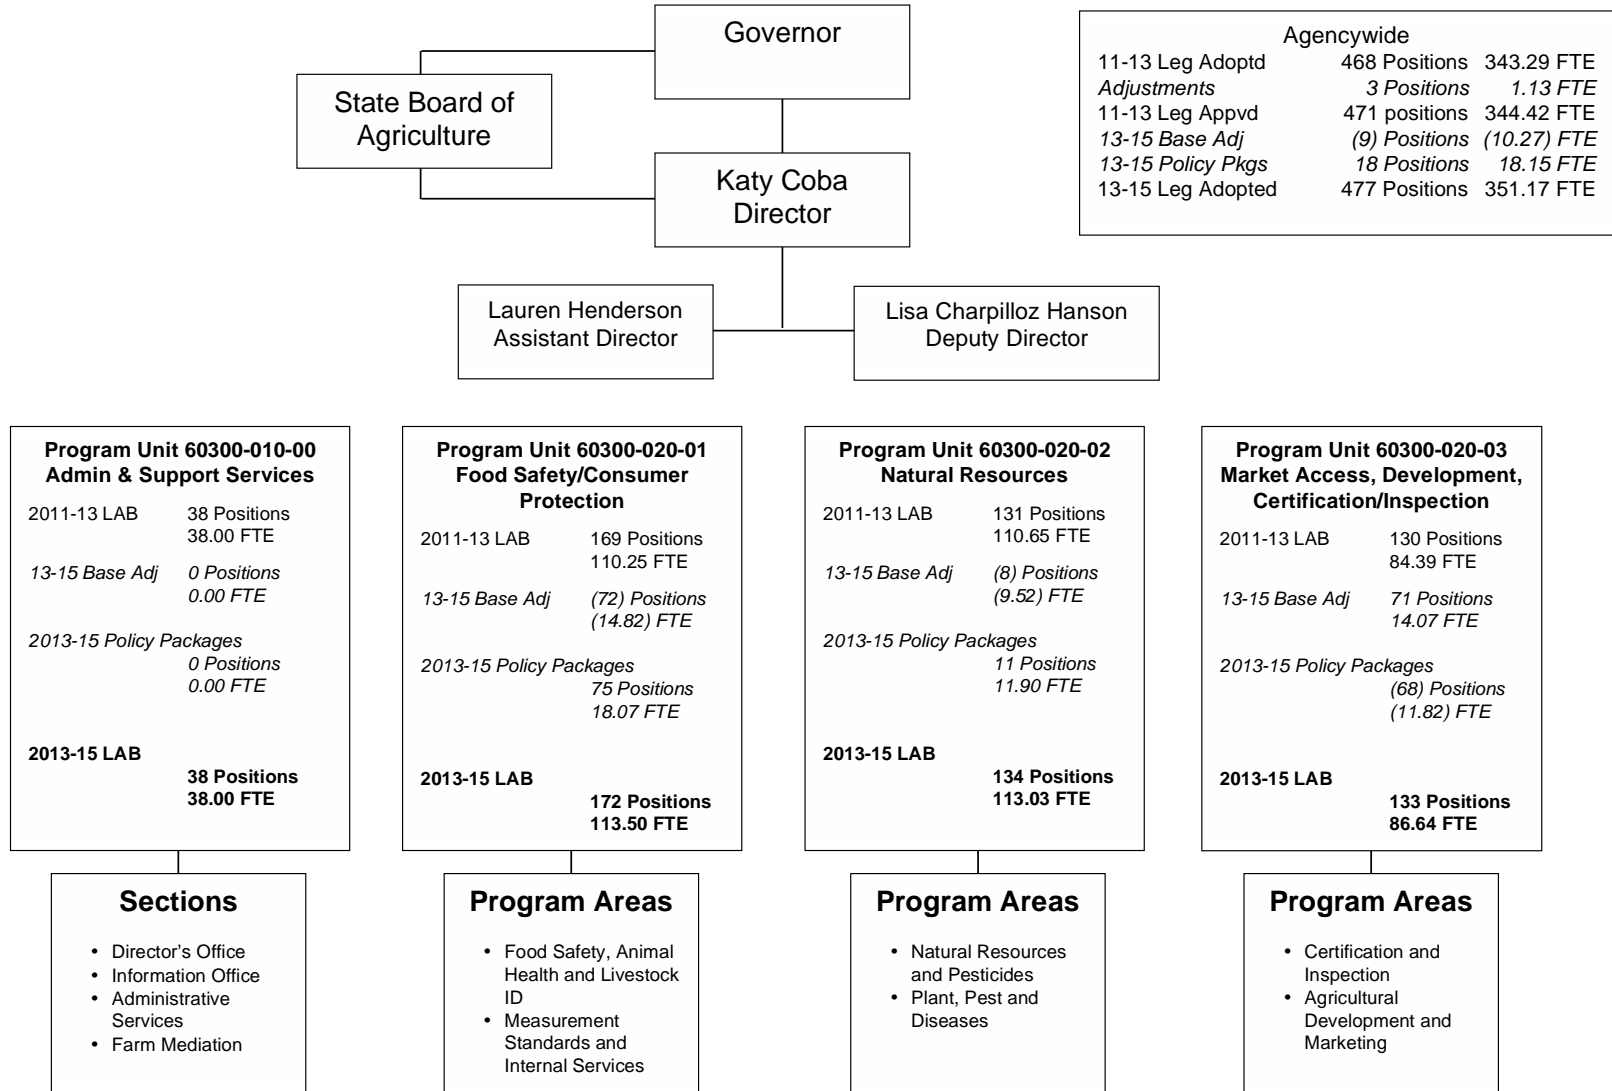 Governor
State Board of
Agriculture
Katy Coba
Director
Agencywide
11-13 Leg Adoptd 468 Positions 343.29 FTE
Adjustments 3 Positions 1.13 FTE
11-13 Leg Appvd 471 positions 344.42 FTE
13-15 Base Adj (9) Positions (10.27) FTE
13-15 Policy Pkgs 18 Positions 18.15 FTE
13-15 Leg Adopted 477 Positions 351.17 FTE
Lauren Henderson
Assistant Director
Lisa Charpilloz Hanson
Deputy Director
Program Unit 60300-010-00
Admin & Support Services
2011-13 LAB 38 Positions
38.00 FTE
13-15 Base Adj 0 Positions
0.00 FTE
2013-15 Policy Packages
0 Positions
0.00 FTE
2013-15 LAB
38 Positions
38.00 FTE
Program Unit 60300-020-01
Food Safety/Consumer
Protection
2011-13 LAB 169 Positions
110.25 FTE
13-15 Base Adj (72) Positions
(14.82) FTE
2013-15 Policy Packages
75 Positions
18.07 FTE
2013-15 LAB
172 Positions
113.50 FTE
Program Unit 60300-020-02
Natural Resources
2011-13 LAB 131 Positions
110.65 FTE
13-15 Base Adj (8) Positions
(9.52) FTE
2013-15 Policy Packages
11 Positions
11.90 FTE
2013-15 LAB
134 Positions
113.03 FTE
Program Unit 60300-020-03
Market Access, Development,
Certification/Inspection
2011-13 LAB 130 Positions
84.39 FTE
13-15 Base Adj 71 Positions
14.07 FTE
2013-15 Policy Packages
(68) Positions
(11.82) FTE
2013-15 LAB
133 Positions
86.64 FTE
Sections
• Director’s Office
• Information Office
• Administrative
Services
• Farm Mediation
Program Areas
• Food Safety, Animal
Health and Livestock
ID
• Measurement
Standards and
Internal Services
Program Areas
• Natural Resources
and Pesticides
• Plant, Pest and
Diseases
Program Areas
• Certification and
Inspection
• Agricultural
Development and
Marketing